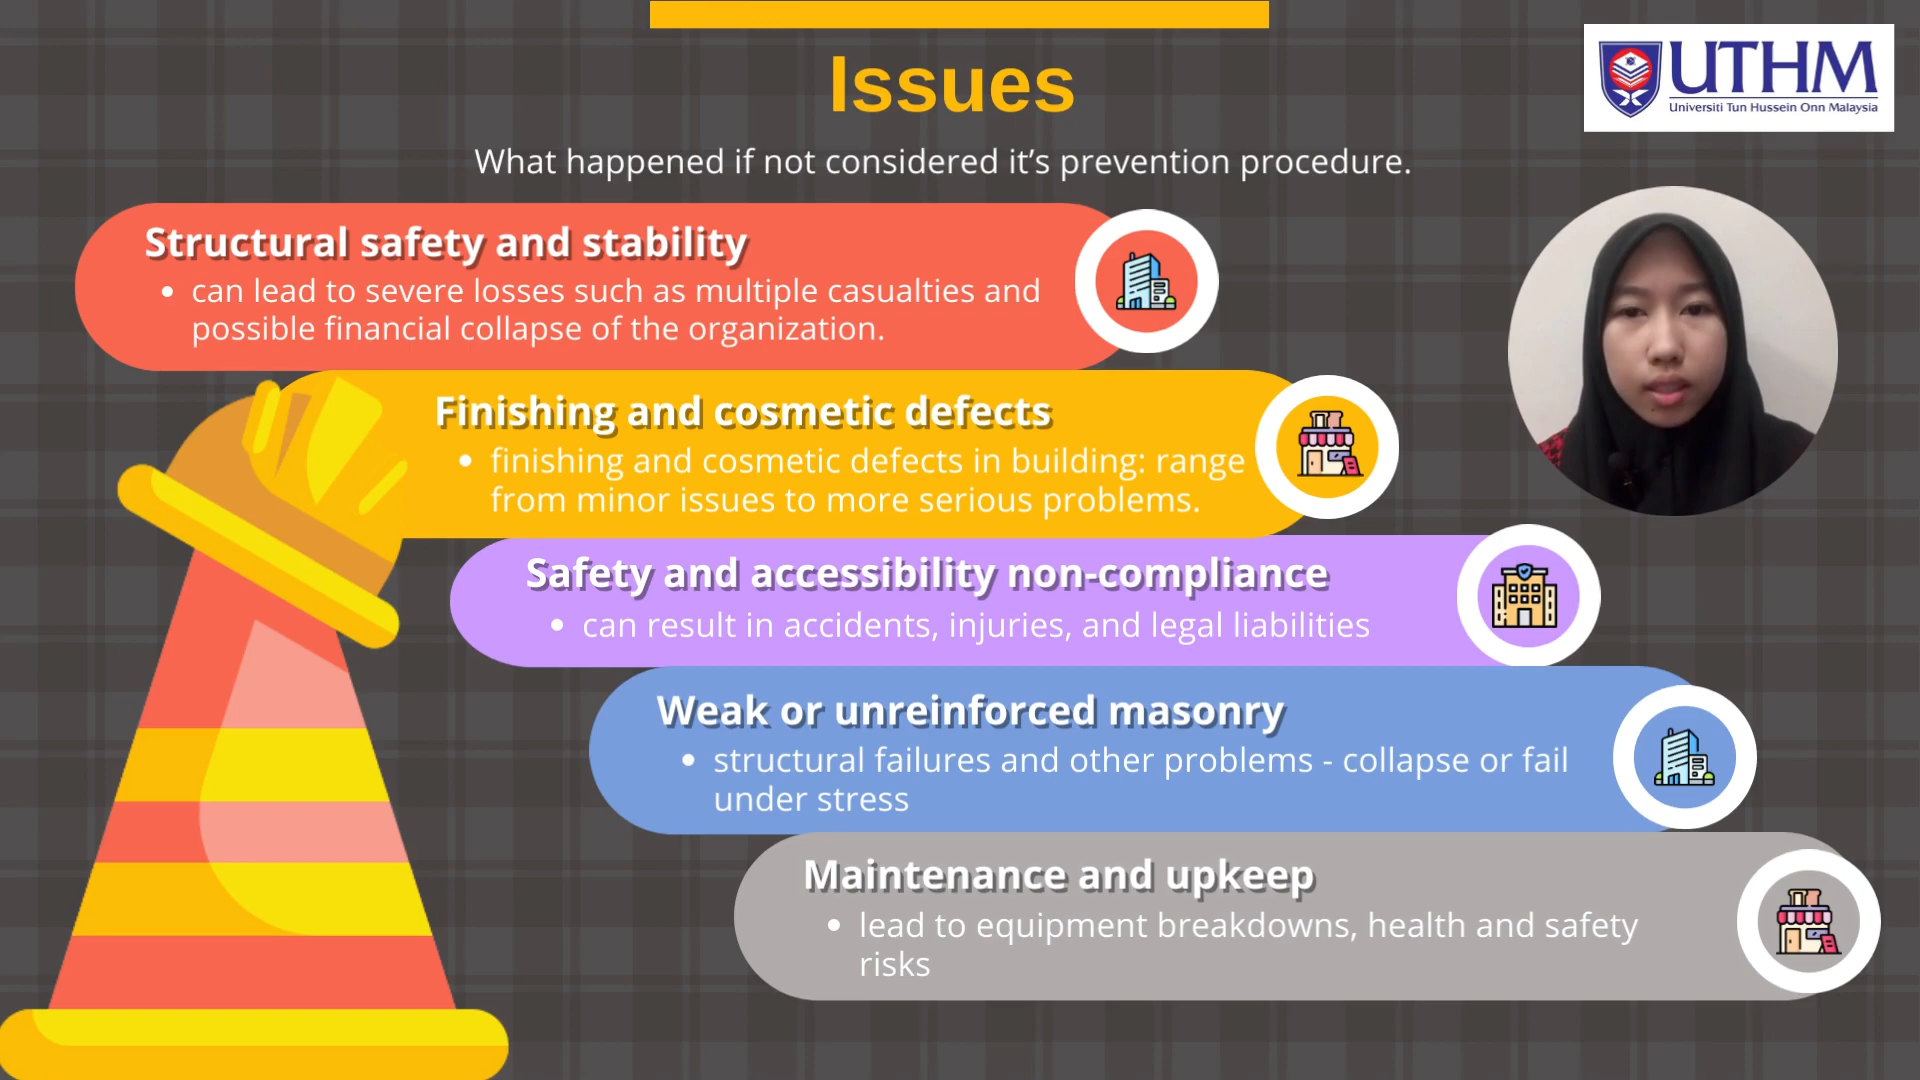 Issues
UTHM
Universiti Tun Hussein Onn Malaysia
What happened if not considered it’s prevention procedure.
Structural safety and stability
• can lead to severe losses such as multiple casualties and
possible financial collapse of the organization.
Finishing and cosmetic defects
• finishing and cosmetic defects in building: range
from minor issues to more serious problems.
Safety and accessibility non-compliance
• can result in accidents, injuries, and legal liabilities
Weak or unreinforced masonry
• structural failures and other problems - collapse or fail
under stress
Maintenance and upkeep
• lead to equipment breakdowns, health and safety
risks